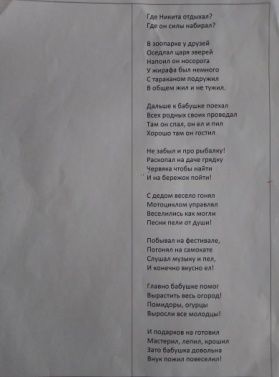 Где Никита отдыхал?
Где он силы набирал?
В зоопарке у друзей
Оседлал царя зверей
Напоил он носорога
У жирафа был немного
С тараканом подружил
В общем жил и не тужил.
Дальше к бабушке поехал
Всех родных своих проведал
Там он спал, он ел и пил
Хорошо там он гостил
Не забыл и про рыбалку!
Раскопал на даче грядку
Червяка чтобы найти
И на бережок пойти!
С дедом весело гонял
Мотоциклом управлял
Веселились как могли
Песни пели от души!
Побывал на фестивале,
Погонял на самокате
Слушал музыку и пел,
И конечно вкусно ел!
Главно бабушке помог
Вырастить весь огород!
Помидоры, огурцы
Выросли все молодцы!
И подарков на готовил
Мастерил, лепил, крошил
Зато бабушка довольна
Внук пожил повеселил!